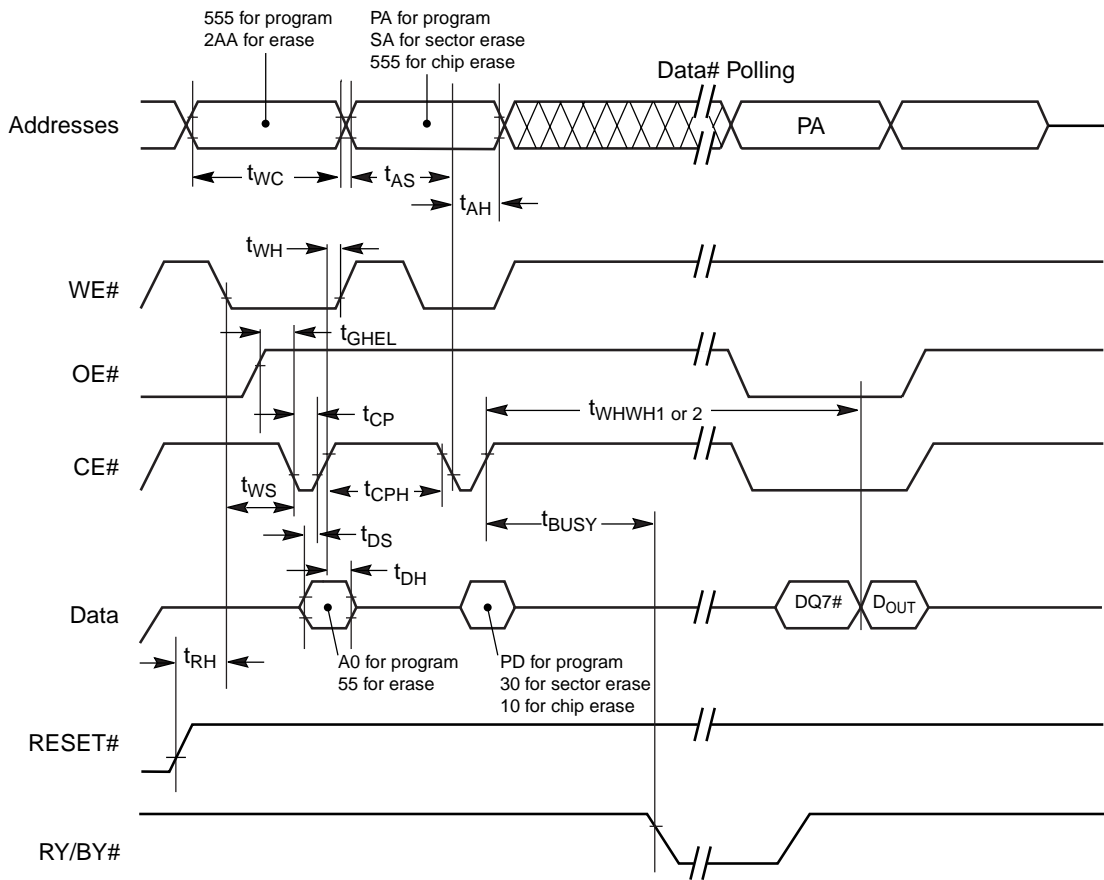 555 for program
2AA for erase
PA for program
SA for sector erase
555 for chip erase
Data# Polling
Addresses
PA
tWC
tAS
tAH
tWH
WE#
tGHEL
OE#
tWHWH1 or 2
tCP
CE#
tWS
tCPH
tBUSY
tDS
tDH
Data
DQ7#
DOUT
tRH
A0 for program
55 for erase
PD for program
30 for sector erase
10 for chip erase
RESET#
RY/BY#